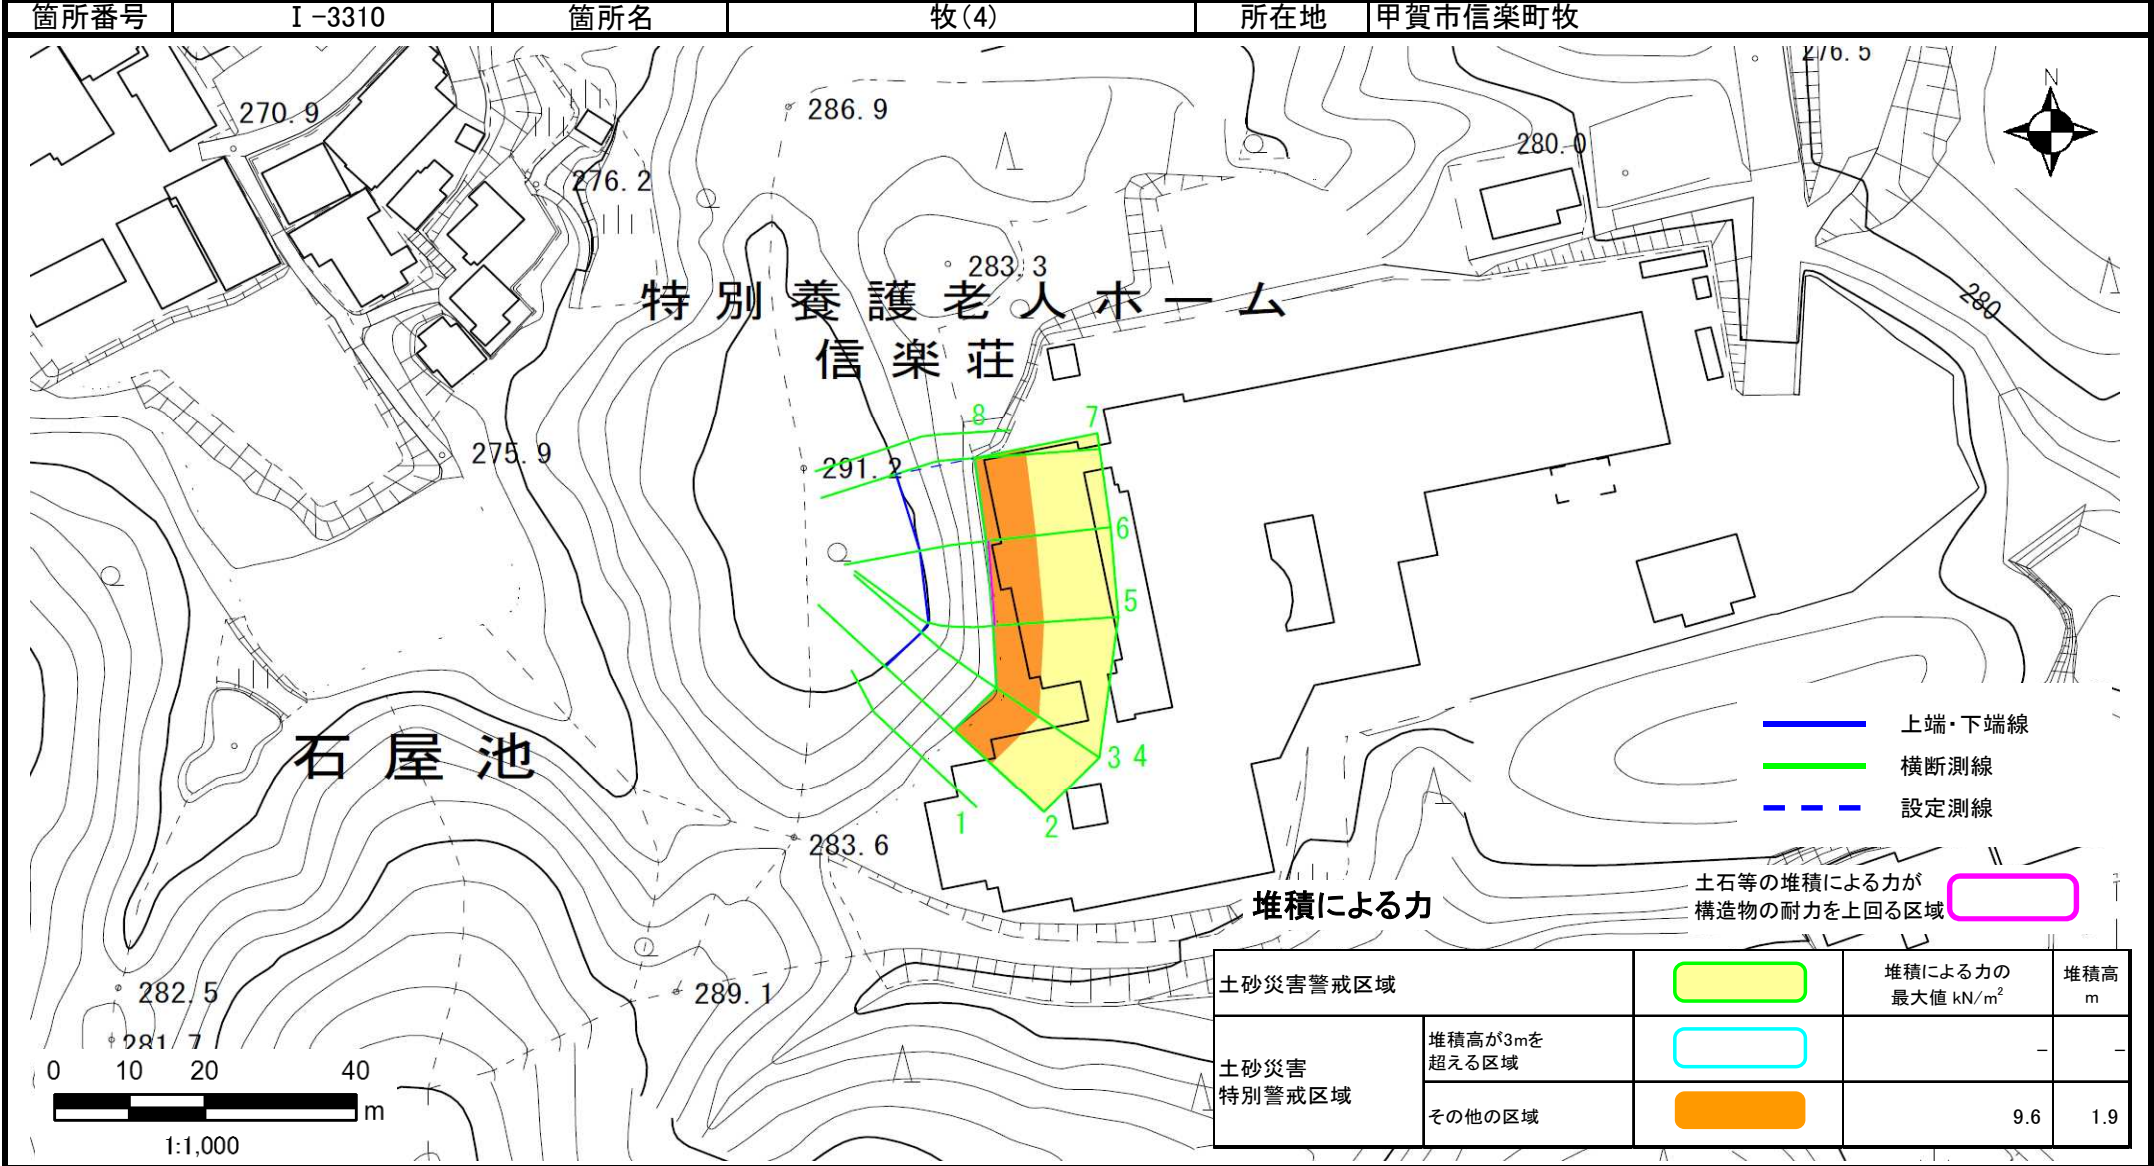 箇所番号 Ⅰ-3310 箇所名 牧(4) 所在地 甲賀市信楽町牧
276.5
N
270.9
286.9
280.0
276.2
283.3
280
特別養護老人ホーム
信楽荘
8
7
275.9
291.2
6
5
石屋池
3 4
1
2
283.6
上端・下端線
横断測線
設定測線
堆積による力
土石等の堆積による力が
構造物の耐力を上回る区域
282.5
289.1
281.7
土砂災害警戒区域
堆積による力の
最大値 kN/m²
堆積高
m
土砂災害
特別警戒区域
堆積高が3mを
超える区域
- -
その他の区域
9.6 1.9
0 10 20 40
m
1:1,000